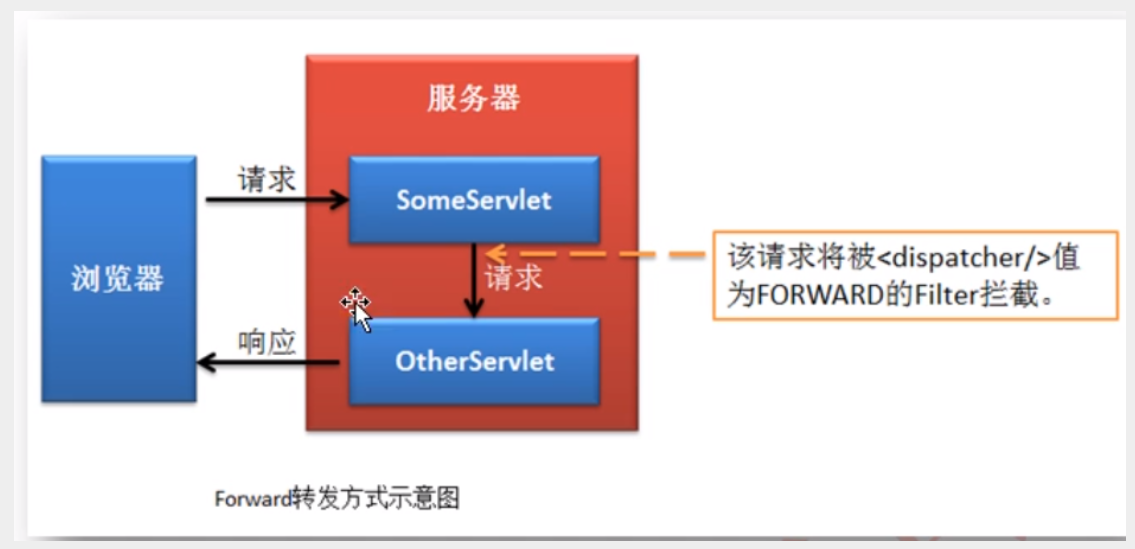 服务器
请求
SomeServlet
浏览器
请求
该请求将被<dispatcher/>值
为FORWARD的Filter拦截。
响应
OtherServlet
Forward转发方式示意图